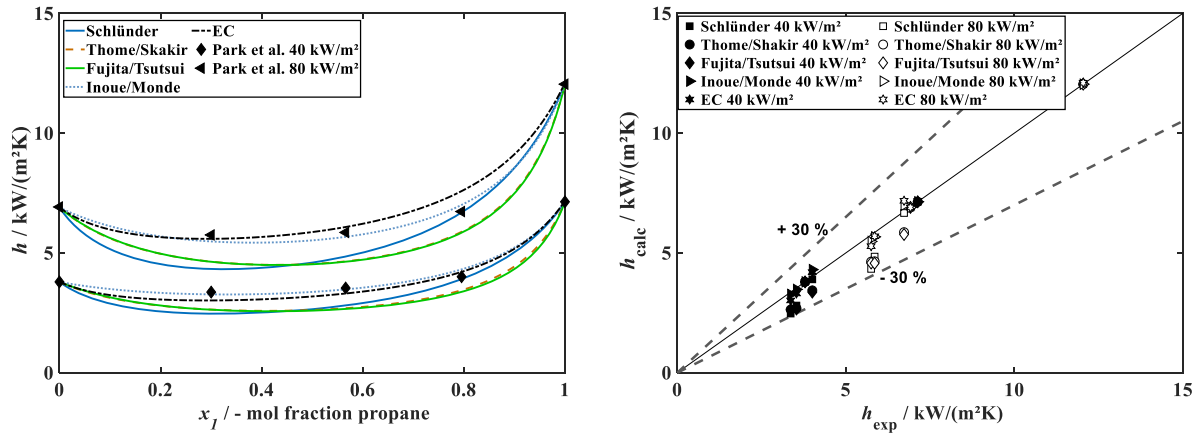 Schlünder
EC
Thome/Skakir
Park et al. 40 kW/m²
Fujita/Tsutsui
Park et al. 80 kW/m²
Inoue/Monde
15
10
5
0
h / kW/(m²K)
0
0.2
0.4
0.6
0.8
1
x1 / - mol fraction propane
Schlünder 40 kW/m²
Schlünder 80 kW/m²
Thome/Shakir 40 kW/m²
Thome/Shakir 80 kW/m²
Fujita/Tsutsui 40 kW/m²
Fujita/Tsutsui 80 kW/m²
Inoue/Monde 40 kW/m²
Inoue/Monde 80 kW/m²
EC 40 kW/m²
EC 80 kW/m²
+ 30 %
- 30 %
15
10
5
0
hcalc / kW/(m²K)
0
5
10
15
hexp / kW/(m²K)